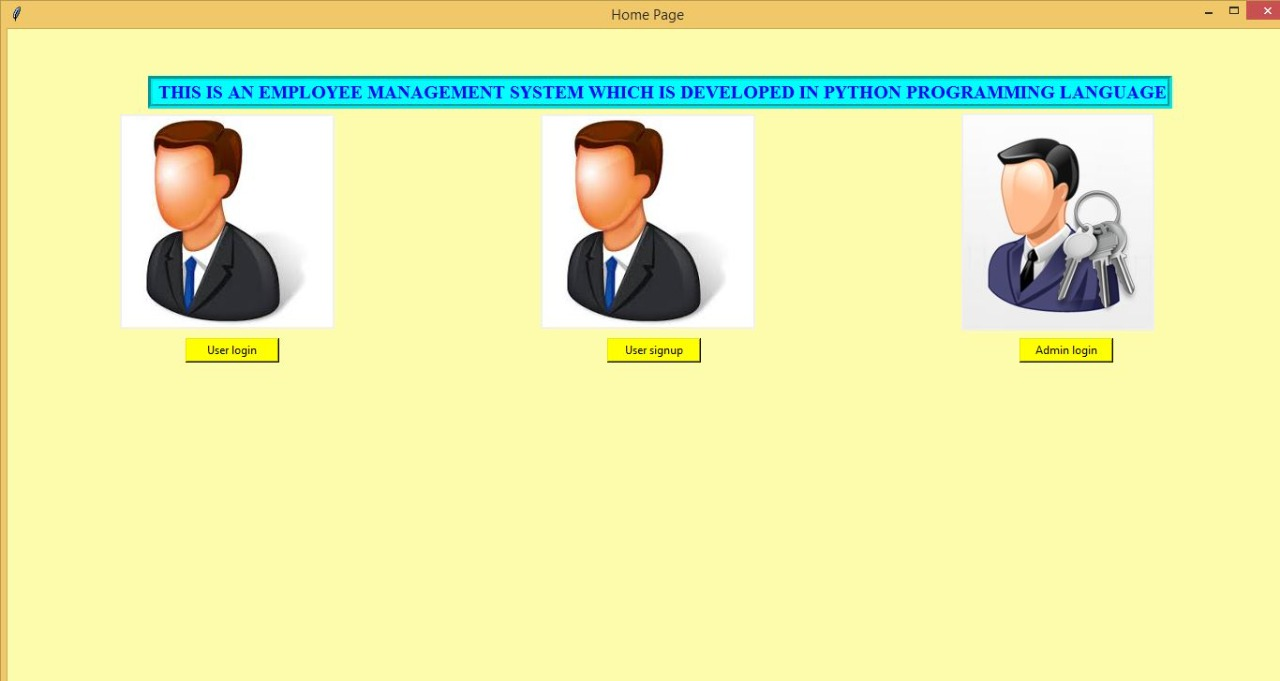 Home Page
THIS IS AN EMPLOYEE MANAGEMENT SYSTEM WHICH IS DEVELOPED IN PYTHON PROGRAMMING LANGUAGE
User login
User signup
Admin login